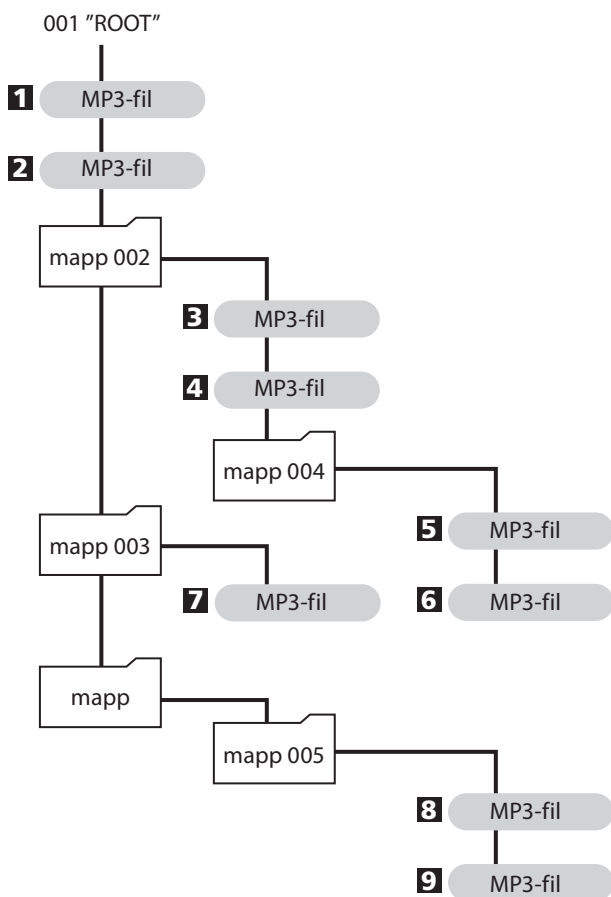 001 ”ROOT”
1 MP3-fil
2 MP3-fil
mapp 002
3 MP3-fil
4 MP3-fil
mapp 004
mapp 003
5 MP3-fil
7 MP3-fil
6 MP3-fil
mapp
mapp 005
8 MP3-fil
9 MP3-fil